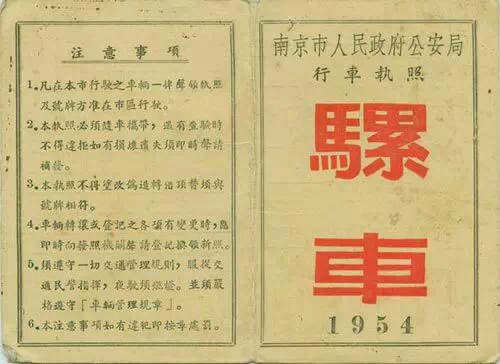 注意事項
1.凡在本市行駛之車輛一律聲領執照
及號牌方准在市區行駛。
2.本執照必須隨車攜帶,遇有查驗時
不得違拒如有損壞遺失須即時聲請
補發。
3.本執照不得塗改偽造轉借頂替須與
號牌相符。
4.車輛轉讓或登記之各項有變更時,應
即時向發照機關聲請登記換領新照。
5.須遵守一切交通管理規則,服從交
通民警指揮,夜駛須燃燈。並須嚴
格遵守「車輛管理規章」。
6.本注意事項如有違犯即按章處罰。
南京市人民政府公安局
行車執照
騾
車
1954